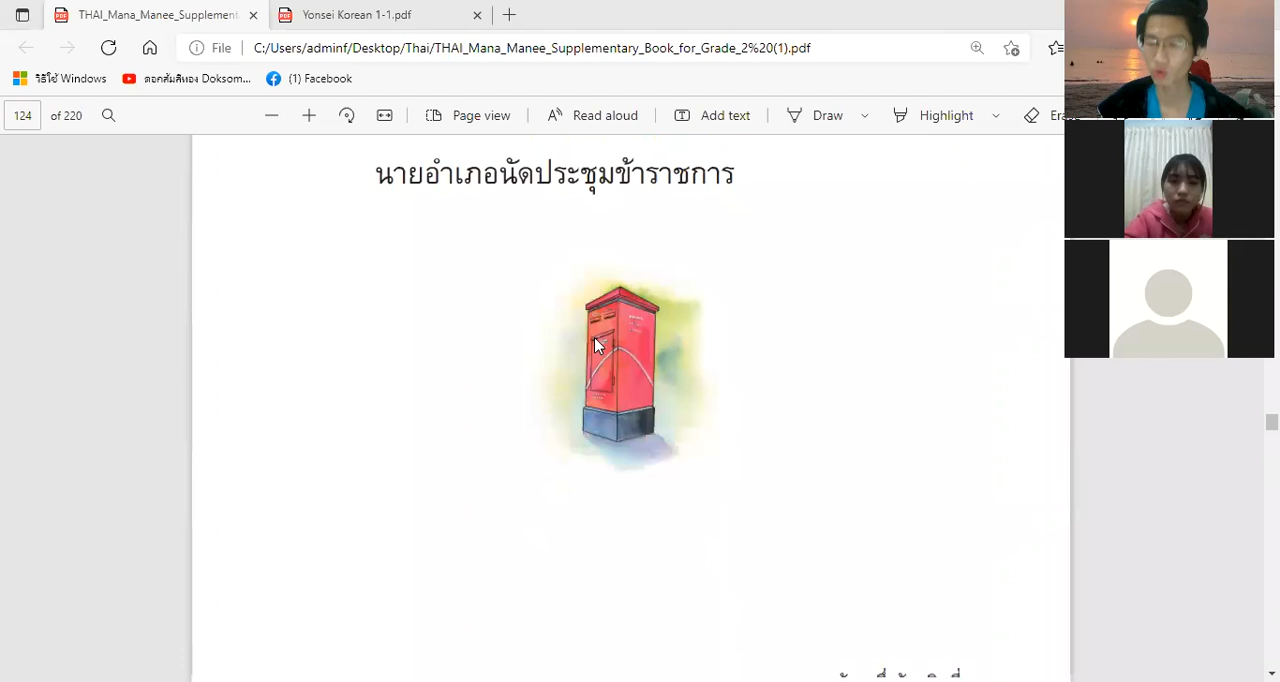 THAI_Mana_Manee_Supplement
Yonsei Korean 1-1.pdf
File
C:/Users/adminf/Desktop/Thai/THAI_Mana_Manee_Supplementary_Book_for_Grade_2%20(1).pdf
วิธีใช้ Windows
ดอกส้มสีทอง Doksom...
(1) Facebook
124 of 220
Page view
Read aloud
Add text
Draw
Highlight
นายอำเภอนัดประชุมข้าราชการ